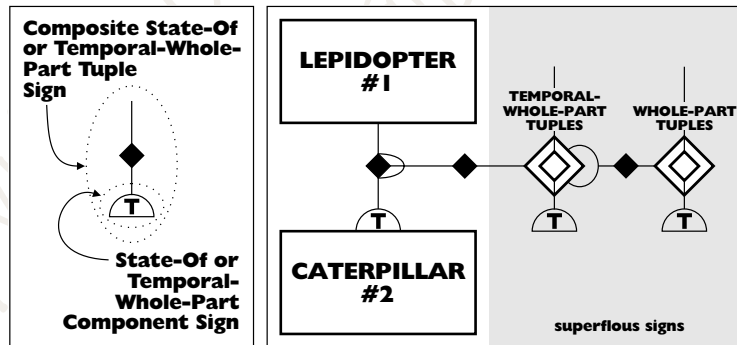 Composite State-Of
or Temporal-Whole-
Part Tuple
Sign
T
State-Of or
Temporal-
Whole-Part
Component Sign
LEPIDOPTER
#1
T
CATERPILLAR
#2
TEMPORAL-
WHOLE-PART
TUPLES
T
WHOLE-PART
TUPLES
T
superflous signs